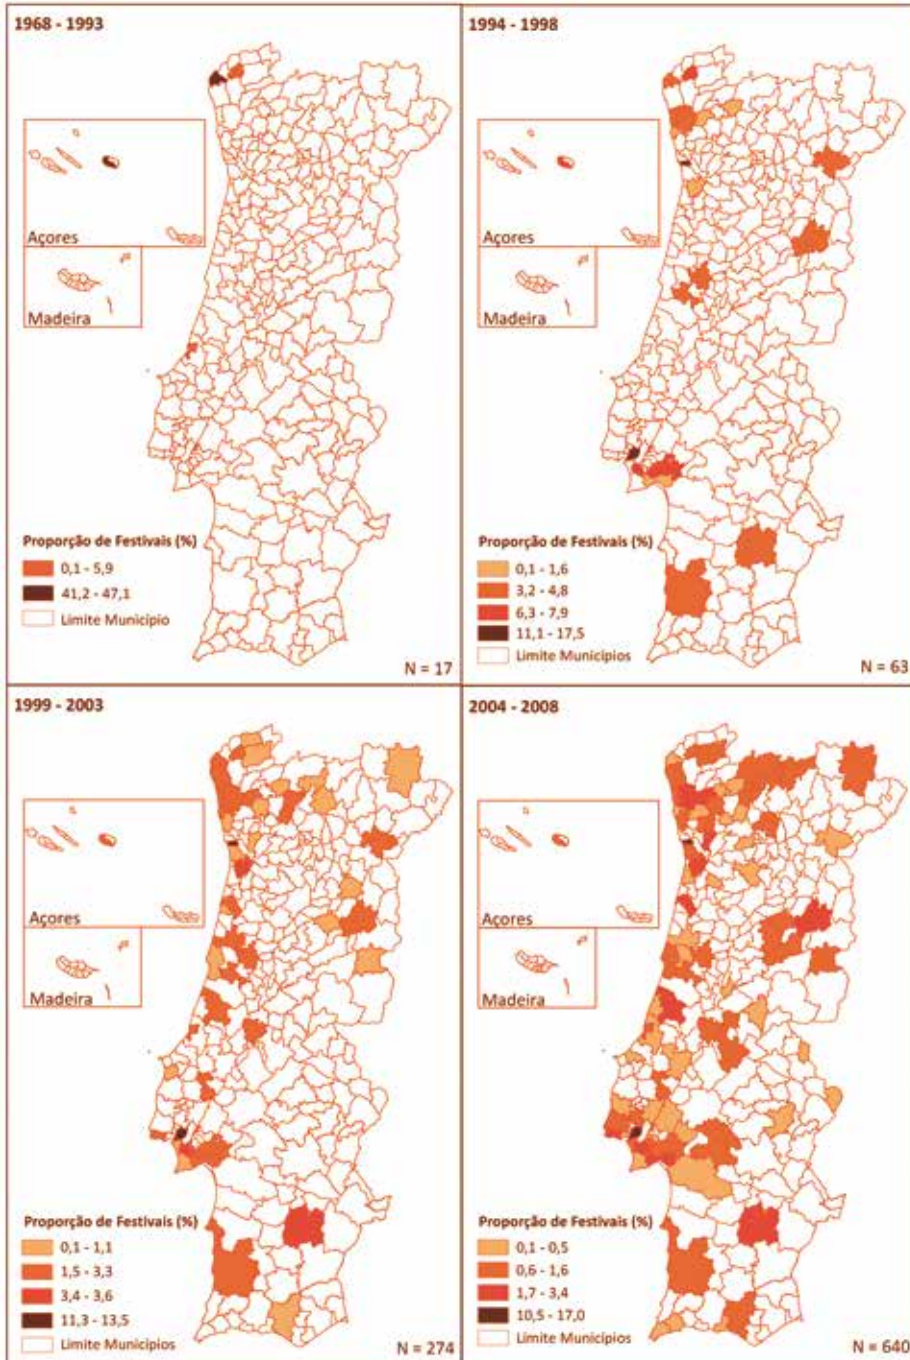 1968 - 1993
Açores
Madeira
Proporção de Festivais (%)
0,1 - 5,9
41,2 - 47,1
Limite Município
N = 17
1994 - 1998
Açores
Madeira
Proporção de Festivais (%)
0,1 - 1,6
3,2 - 4,8
6,3 - 7,9
11,1 - 17,5
Limite Municípios
N = 63
1999 - 2003
Açores
Madeira
Proporção de Festivais (%)
0,1 - 1,1
1,5 - 3,3
3,4 - 3,6
11,3 - 13,5
Limite Municípios
N = 274
2004 - 2008
Açores
Madeira
Proporção de Festivais (%)
0,1 - 0,5
0,6 - 1,6
1,7 - 3,4
10,5 - 17,0
Limite Municípios
N = 640